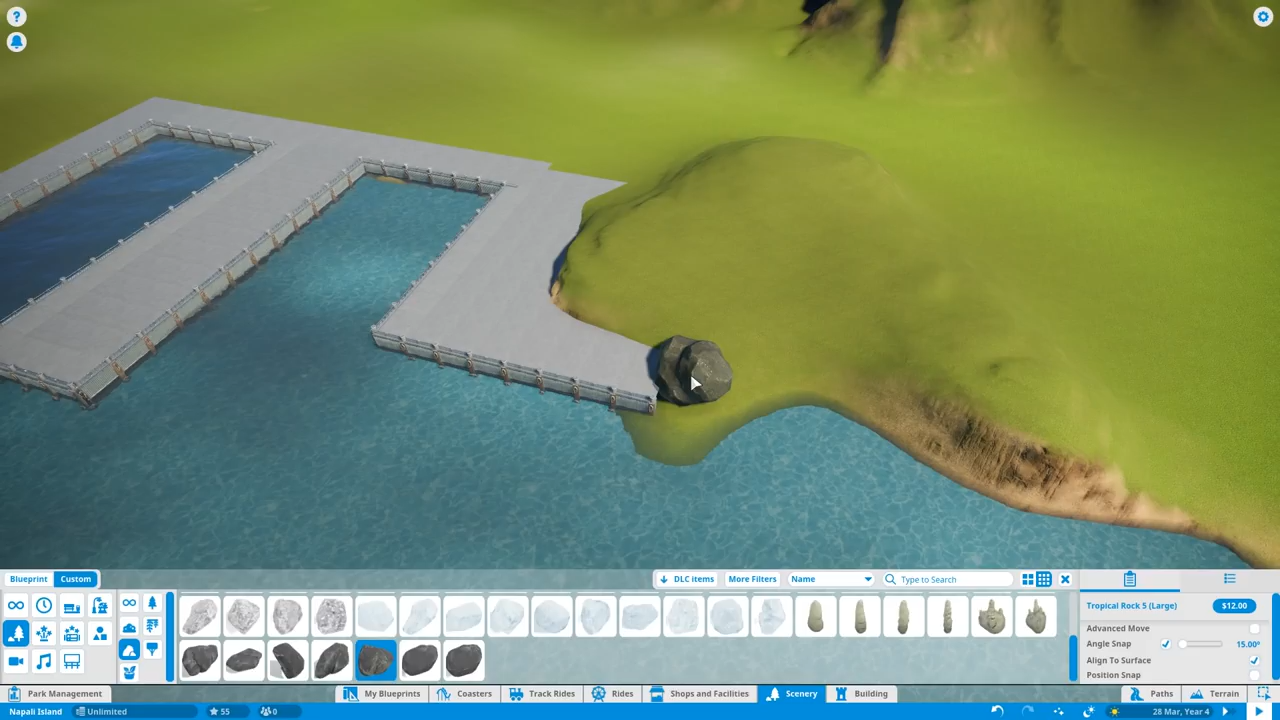 Blueprint Custom
DLC items More Filters Name Type to Search
Tropical Rock 5 (Large) $12.00
Advanced Move
Angle Snap 15.00°
Align To Surface
Position Snap
Park Management My Blueprints Coasters Track Rides Rides Shops and Facilities Scenery Building Paths Terrain
Napali Island Unlimited 55 0 28 Mar, Year 4